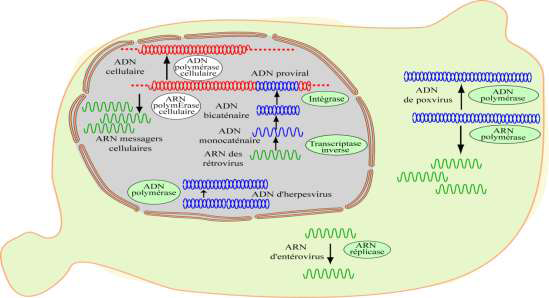 ADN
cellulaire
ADN
polymérase
cellulaire
ADN proviral
ARN
polymErase
cellulaire
Intégrase
ADN
bicaténaire
ARN messagers
cellulaires
ADN
monocaténaire
ARN des
rétrovirus
Transcriptase
inverse
ADN
polymérase
ADN d'herpesvirus
ADN
de poxvirus
ADN
polymérase
ARN
polymérase
ARN
d'entérovirus
ARN
réplicase